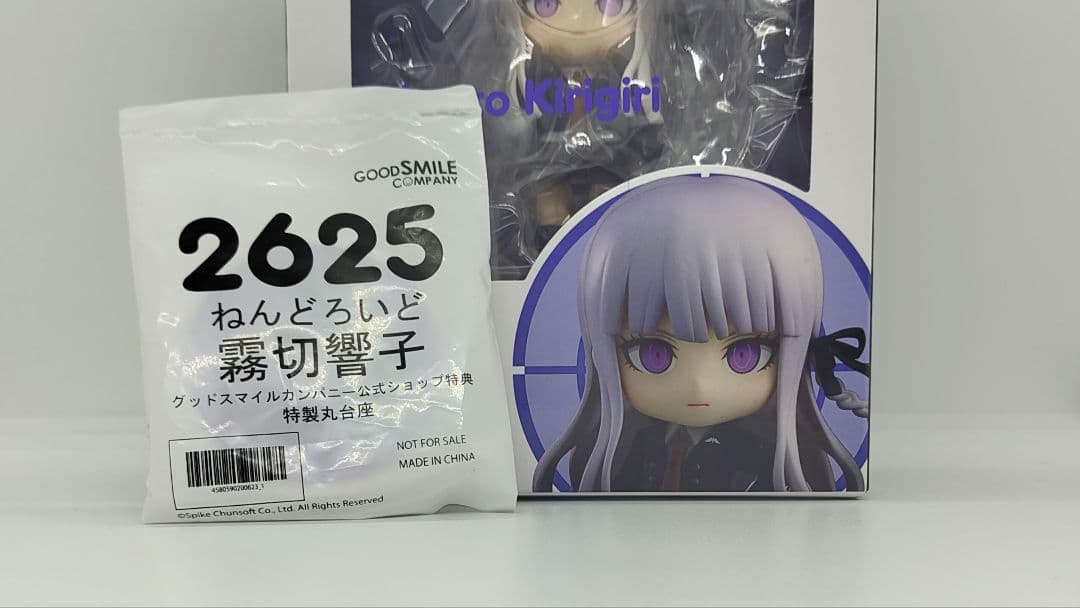 GOODSMILE
COMPANY
2625
ねんどろいど
霧切響子
グッドスマイルカンパニー公式ショップ特典
特製丸台座
NOT FOR SALE
MADE IN CHINA
4580590200623_1
©Spike Chunsoft Co., Ltd. All Rights Reserved
Kirigiri